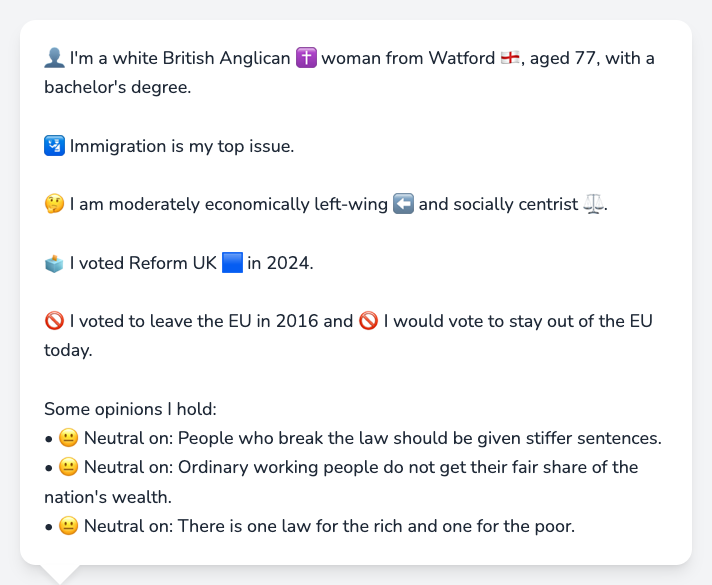 👤 I'm a white British Anglican ✝️ woman from Watford 🏴󠁧󠁢󠁥󠁮󠁧󠁿, aged 77, with a
bachelor's degree.
🛂 Immigration is my top issue.
🤔 I am moderately economically left-wing ⬅️ and socially centrist ⚖️.
🗳️ I voted Reform UK 🟦 in 2024.
🚫 I voted to leave the EU in 2016 and 🚫 I would vote to stay out of the EU
today.
Some opinions I hold:
• 😐 Neutral on: People who break the law should be given stiffer sentences.
• 😐 Neutral on: Ordinary working people do not get their fair share of the
nation's wealth.
• 😐 Neutral on: There is one law for the rich and one for the poor.